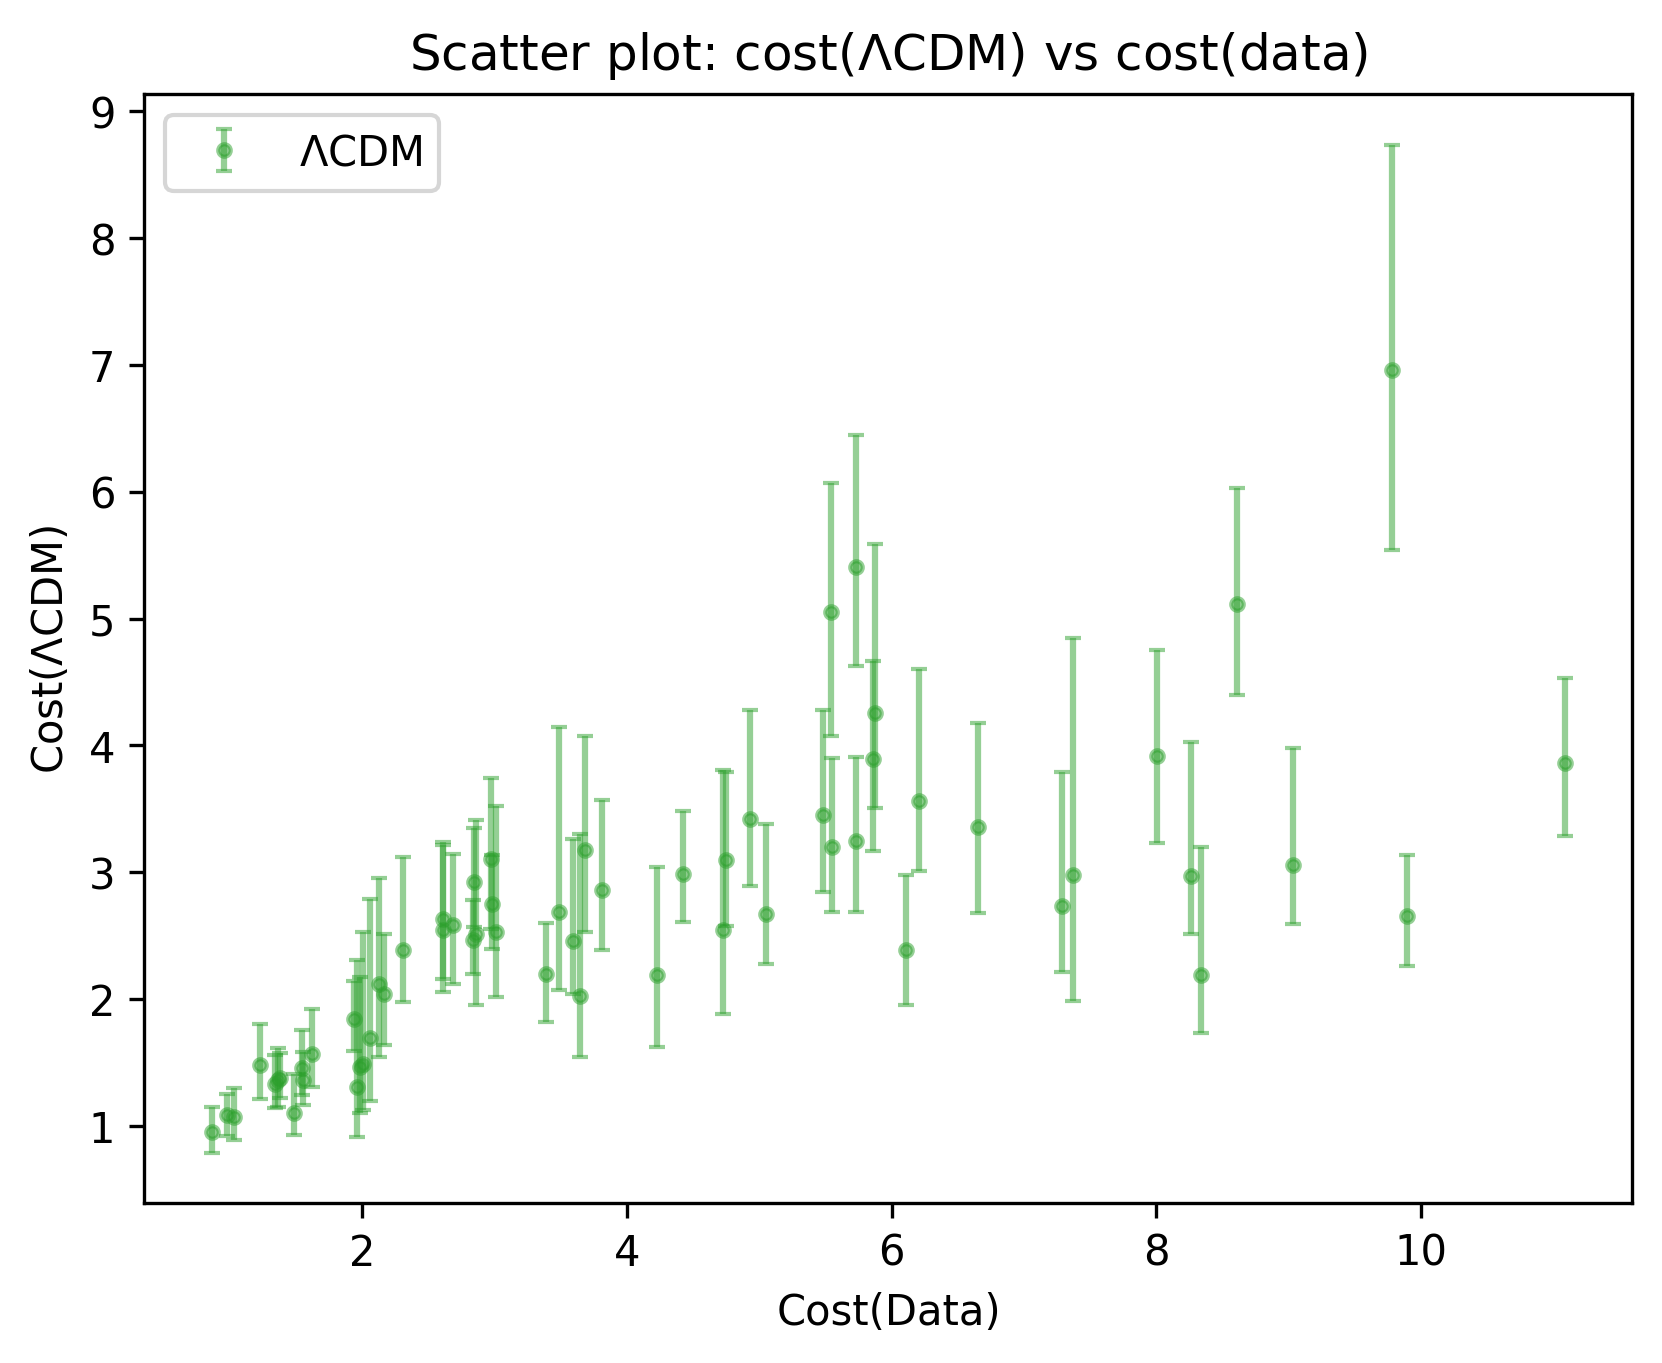 Scatter plot: cost(ΛCDM) vs cost(data)
ΛCDM
Cost(ΛCDM)
9
8
7
6
5
4
3
2
1
2 4 6 8 10
Cost(Data)